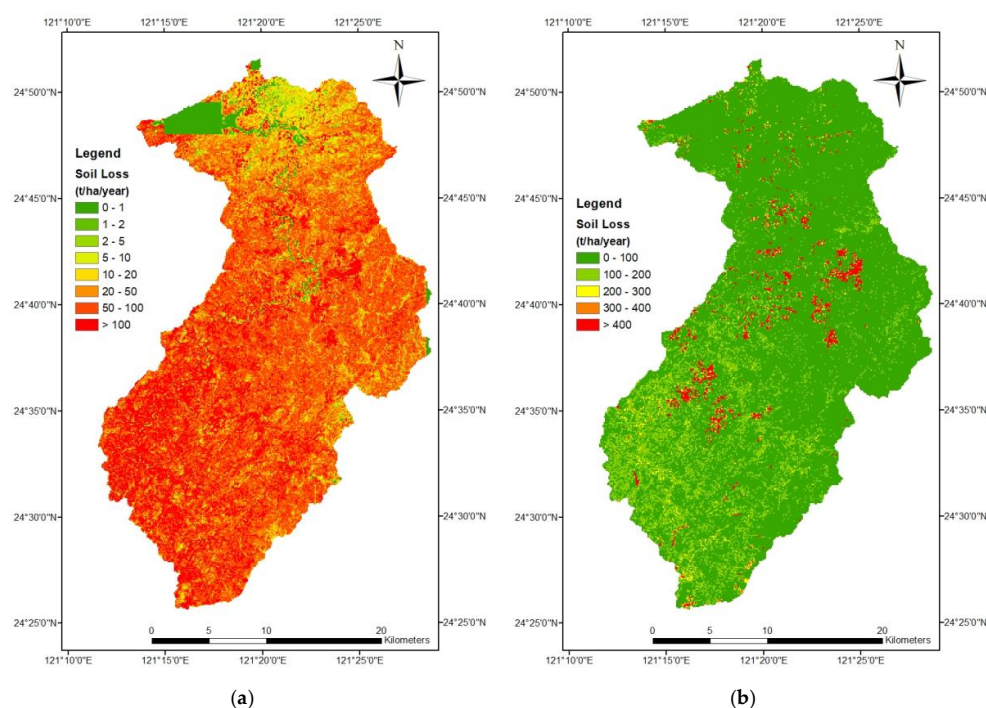 121°10'0"E 121°15'0"E 121°20'0"E 121°25'0"E
N
24°50'0"N
24°45'0"N
24°40'0"N
24°35'0"N
24°30'0"N
24°25'0"N
Legend
Soil Loss
(t/ha/year)
0 - 1
1 - 2
2 - 5
5 - 10
10 - 20
20 - 50
50 - 100
> 100
24°50'0"N
24°45'0"N
24°40'0"N
24°35'0"N
24°30'0"N
24°25'0"N
0 5 10 20
Kilometers
121°10'0"E 121°15'0"E 121°20'0"E 121°25'0"E
(a)
121°10'0"E 121°15'0"E 121°20'0"E 121°25'0"E
N
24°50'0"N
24°45'0"N
24°40'0"N
24°35'0"N
24°30'0"N
24°25'0"N
Legend
Soil Loss
(t/ha/year)
0 - 100
100 - 200
200 - 300
300 - 400
> 400
24°50'0"N
24°45'0"N
24°40'0"N
24°35'0"N
24°30'0"N
24°25'0"N
0 5 10 20
Kilometers
121°10'0"E 121°15'0"E 121°20'0"E 121°25'0"E
(b)